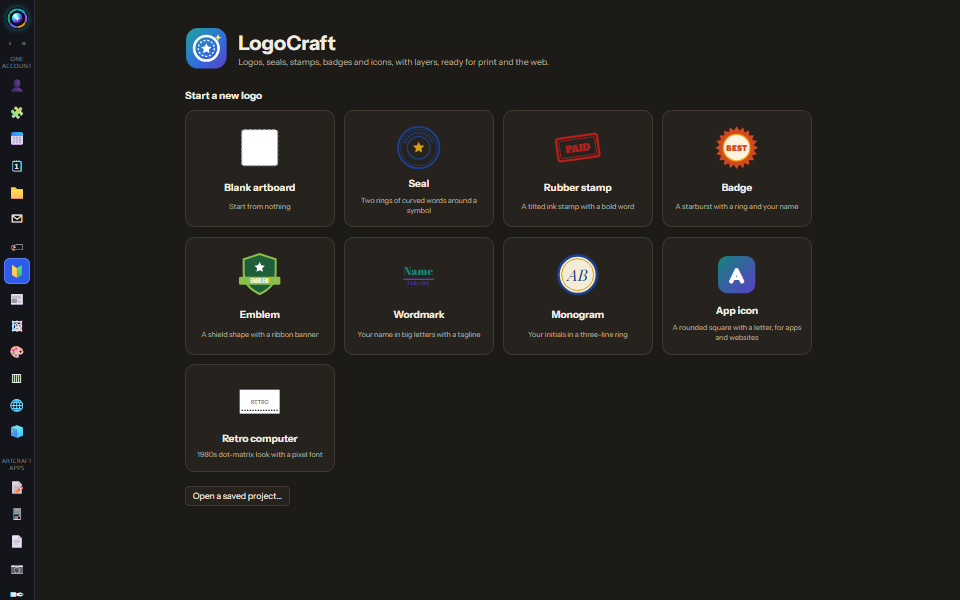 ONE
ACCOUNT
ARTCRAFT
APPS
LogoCraft
Logos, seals, stamps, badges and icons, with layers, ready for print and the web.
Start a new logo
Blank artboard
Start from nothing
Seal
Two rings of curved words around a
symbol
PAID
Rubber stamp
A tilted ink stamp with a bold word
BEST
Badge
A starburst with a ring and your name
EMBLEM
Emblem
A shield shape with a ribbon banner
Name
TAGLINE
Wordmark
Your name in big letters with a tagline
AB
Monogram
Your initials in a three-line ring
A
App icon
A rounded square with a letter, for apps
and websites
RETRO
Retro computer
1980s dot-matrix look with a pixel font
Open a saved project...